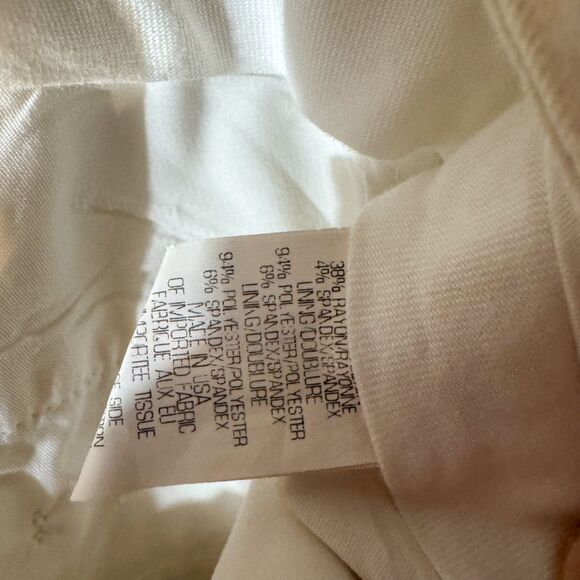 38% RAYON/RAYONNE
4% SPANDEX/SPANDEX
LINING/DOUBLURE
94% POLYESTER/POLYESTER
6% SPANDEX/SPANDEX
LINING/DOUBLURE
94% POLYESTER/POLYESTER
6% SPANDEX/SPANDEX
MADE IN USA
OF IMPORTED FABRIC
FABRIQUE AUX EU
TISSUE
SIDE